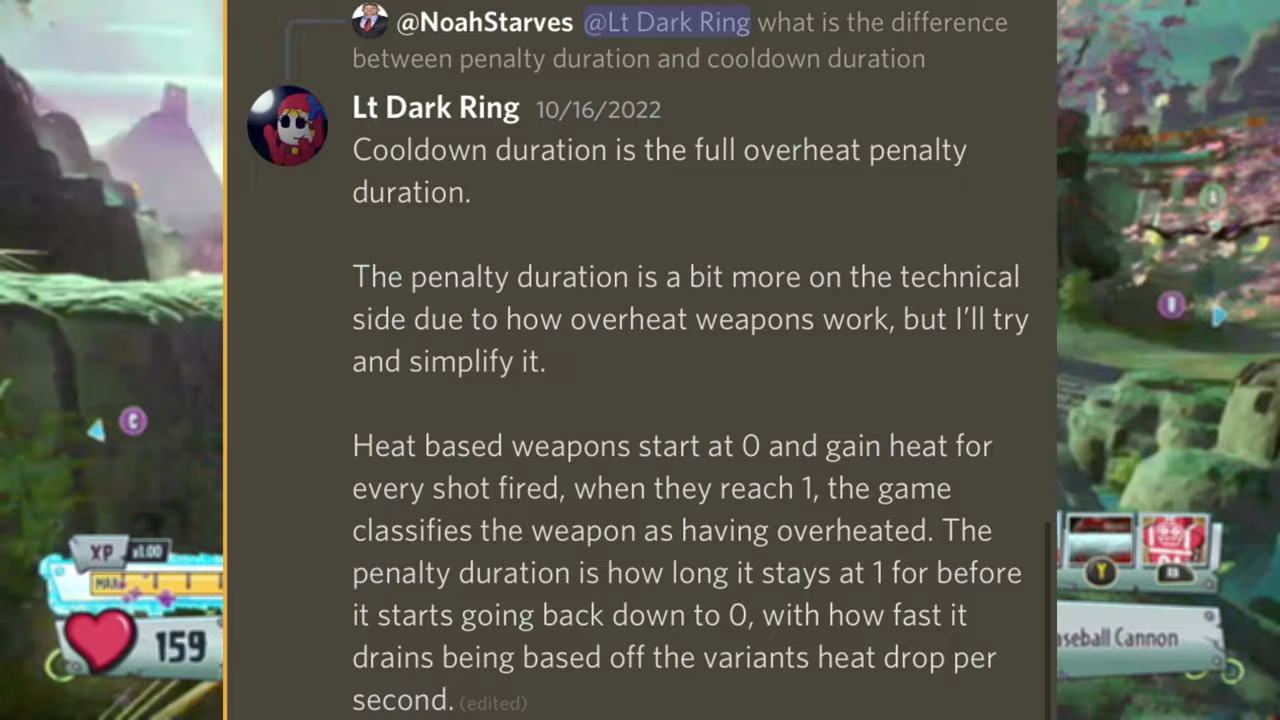 @NoahStarves @Lt Dark Ring what is the difference
between penalty duration and cooldown duration
Lt Dark Ring 10/16/2022
Cooldown duration is the full overheat penalty
duration.
The penalty duration is a bit more on the technical
side due to how overheat weapons work, but I'll try
and simplify it.
Heat based weapons start at 0 and gain heat for
every shot fired, when they reach 1, the game
classifies the weapon as having overheated. The
penalty duration is how long it stays at 1 for before
it starts going back down to 0, with how fast it
drains being based off the variants heat drop per
second. (edited)
A
B
C
XP x1.00
MAX
159
Y
aseball Cannon